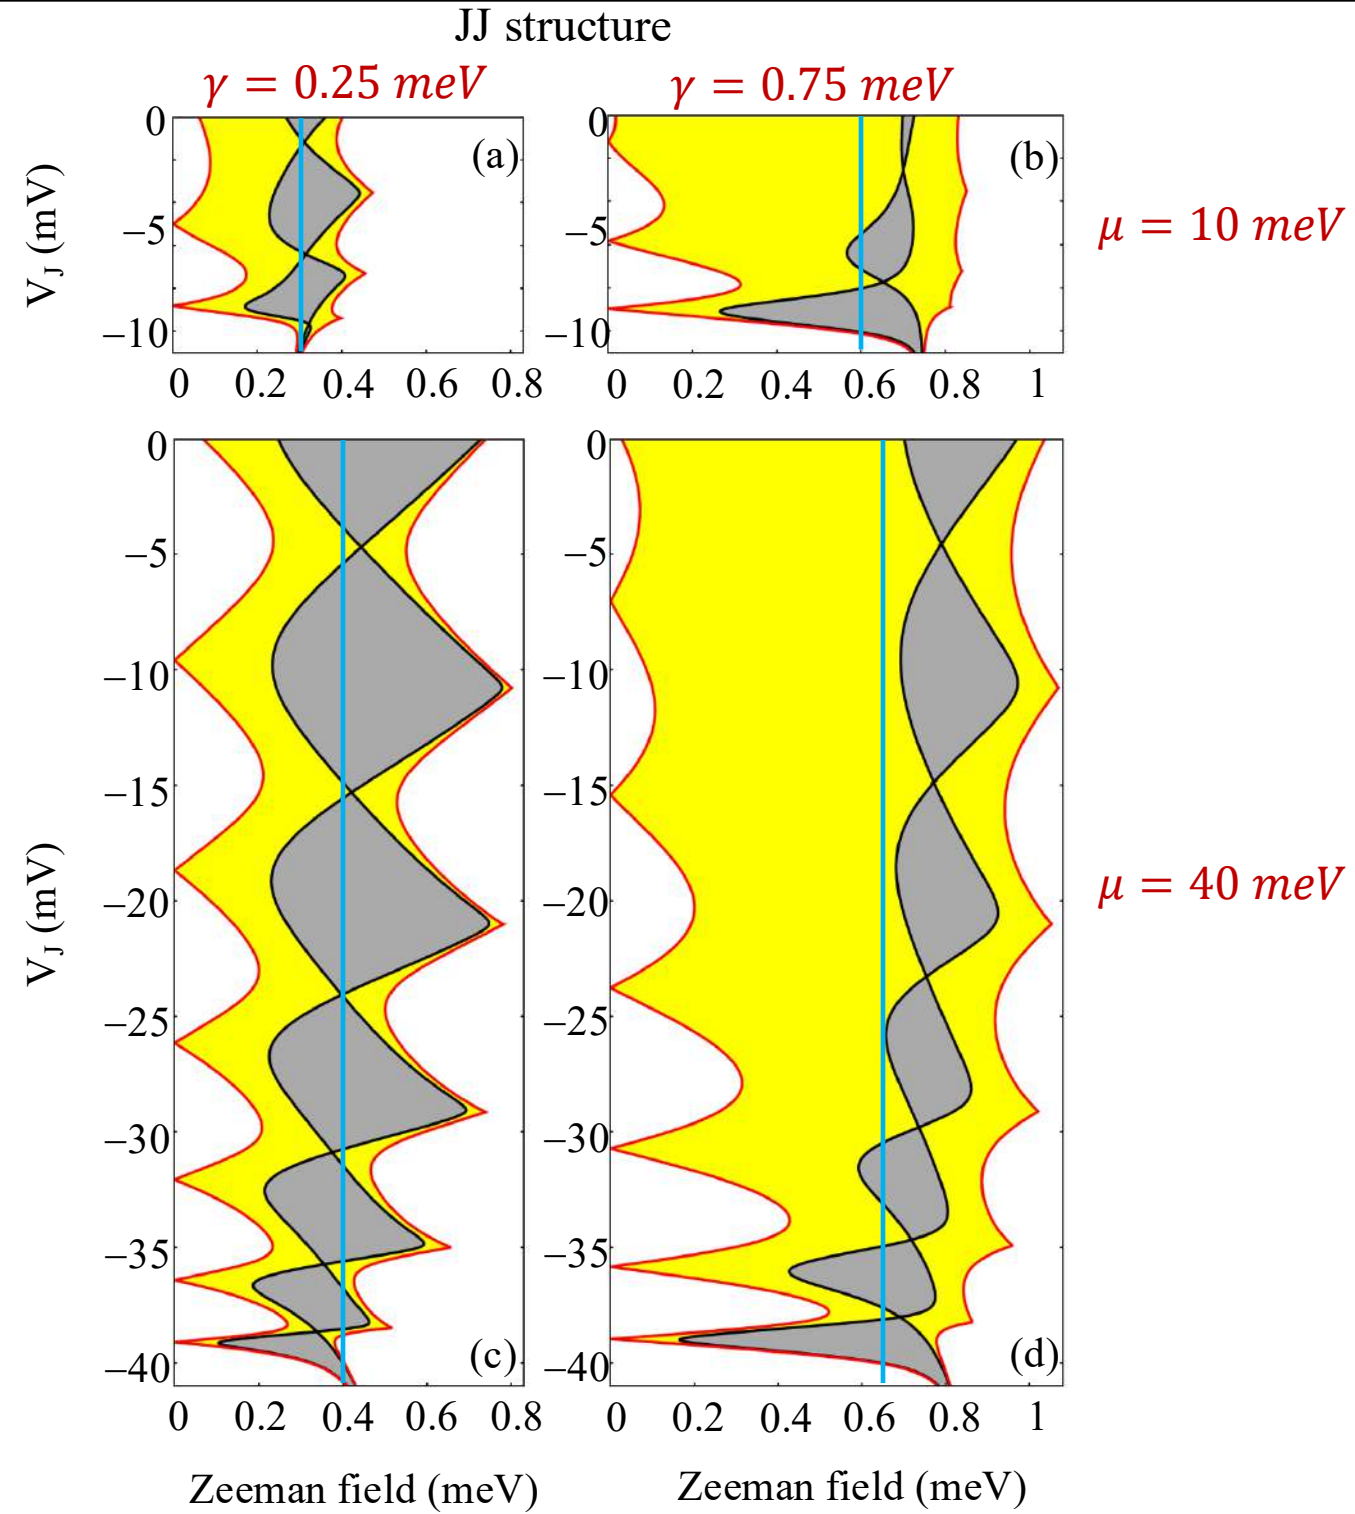 JJ structure
γ = 0.25 meV
γ = 0.75 meV
V_J (mV)
0
−5
−10
(a)
0 0.2 0.4 0.6 0.8
0
−5
−10
(b)
0 0.2 0.4 0.6 0.8 1
μ = 10 meV
V_J (mV)
0
−5
−10
−15
−20
−25
−30
−35
−40
(c)
0 0.2 0.4 0.6 0.8
Zeeman field (meV)
0
−5
−10
−15
−20
−25
−30
−35
−40
(d)
0 0.2 0.4 0.6 0.8 1
Zeeman field (meV)
μ = 40 meV